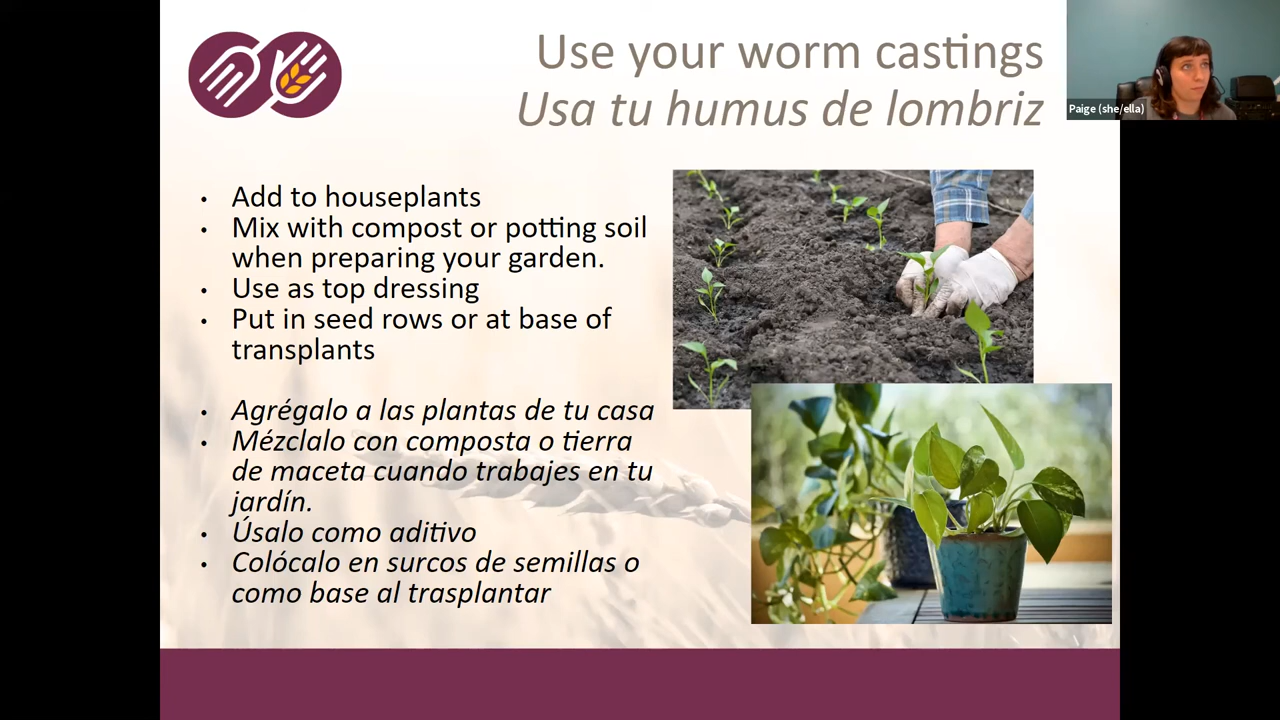 Use your worm castings
Usa tu humus de lombriz
Paige (she/ella)
• Add to houseplants
• Mix with compost or potting soil
when preparing your garden.
• Use as top dressing
• Put in seed rows or at base of
transplants
• Agrégalo a las plantas de tu casa
• Mézclalo con composta o tierra
de maceta cuando trabajes en tu
jardín.
• Úsalo como aditivo
• Colócalo en surcos de semillas o
como base al trasplantar